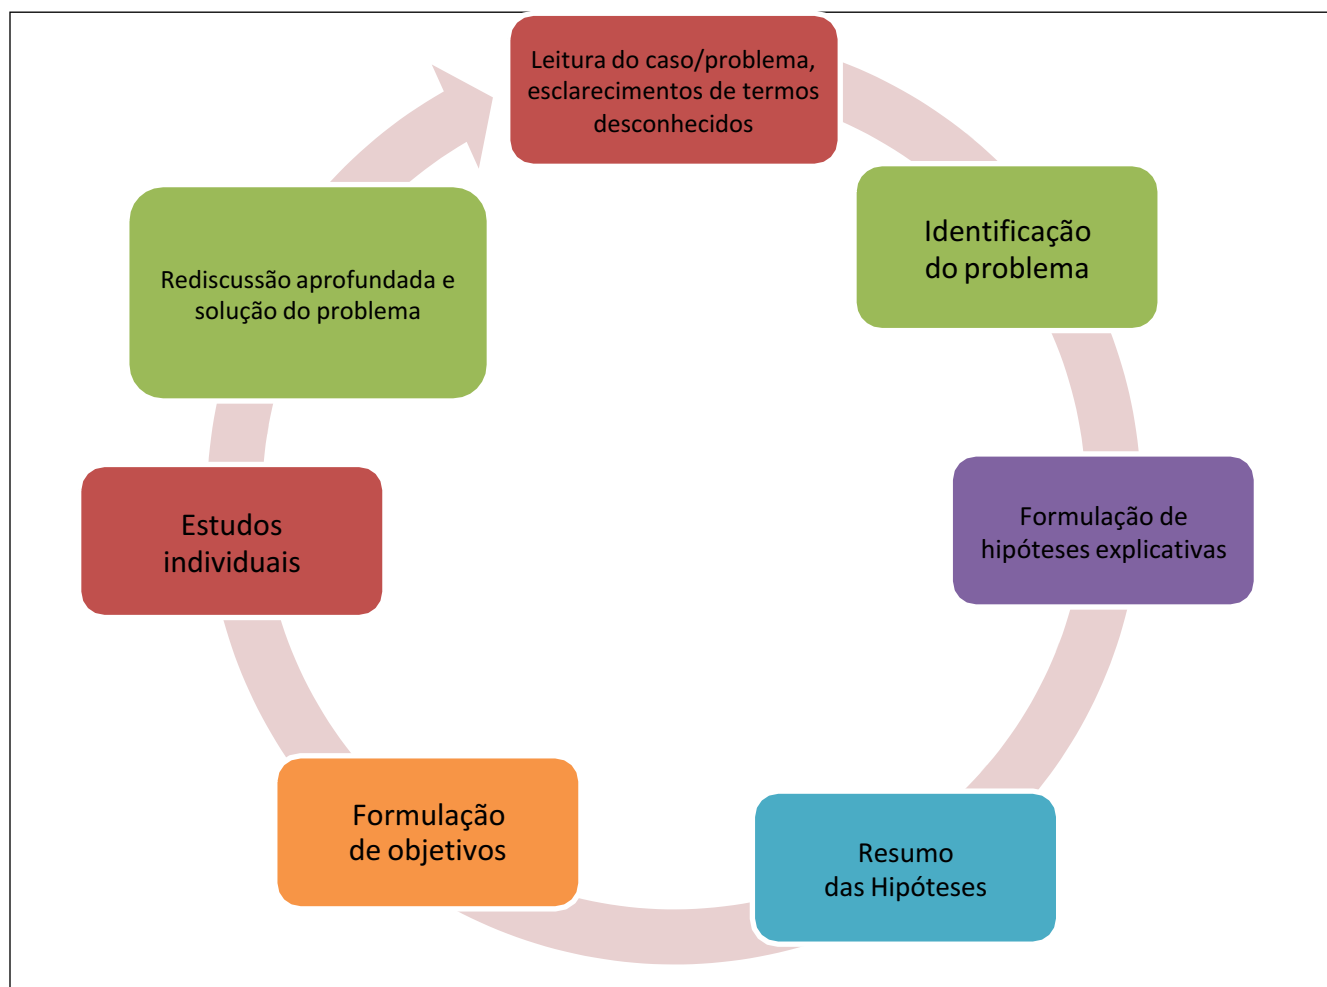 Leitura do caso/problema,
esclarecimentos de termos
desconhecidos
Identificação
do problema
Formulação de
hipóteses explicativas
Resumo
das Hipóteses
Formulação
de objetivos
Estudos
individuais
Rediscussão aprofundada e
solução do problema